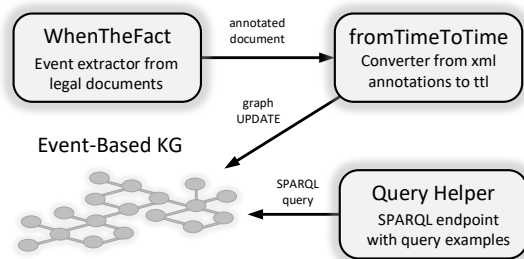 WhenTheFact
Event extractor from
legal documents
annotated
document
fromTimeToTime
Converter from xml
annotations to ttl
graph
UPDATE
Event-Based KG
SPARQL
query
Query Helper
SPARQL endpoint
with query examples